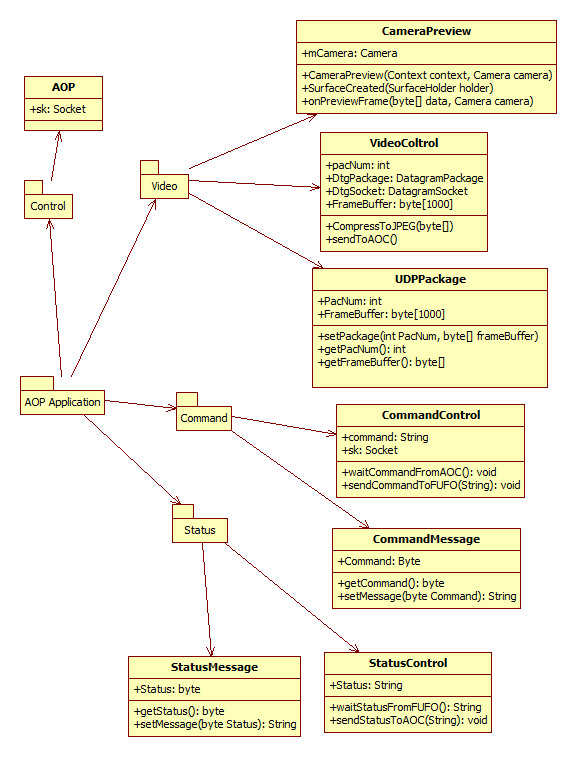 CameraPreview
+mCamera: Camera
+CameraPreview(Context context, Camera camera)
+SurfaceCreated(SurfaceHolder holder)
+onPreviewFrame(byte[] data, Camera camera)
AOP
+sk: Socket
VideoColtrol
+pacNum: int
+DtgPackage: DatagramPackage
+DtgSocket: DatagramSocket
+FrameBuffer: byte[1000]
+CompressToJPEG(byte[])
+sendToAOC()
Video
Control
UDPPackage
+PacNum: int
+FrameBuffer: byte[1000]
+setPackage(int PacNum, byte[] frameBuffer)
+getPacNum(): int
+getFrameBuffer(): byte[]
AOP Application
Command
CommandControl
+command: String
+sk: Socket
+waitCommandFromAOC(): void
+sendCommandToFUFO(String): void
Status
CommandMessage
+Command: Byte
+getCommand(): byte
+setMessage(byte Command): String
StatusMessage
+Status: byte
+getStatus(): byte
+setMessage(byte Status): String
StatusControl
+Status: String
+waitStatusFromFUFO(): String
+sendStatusToAOC(String): void